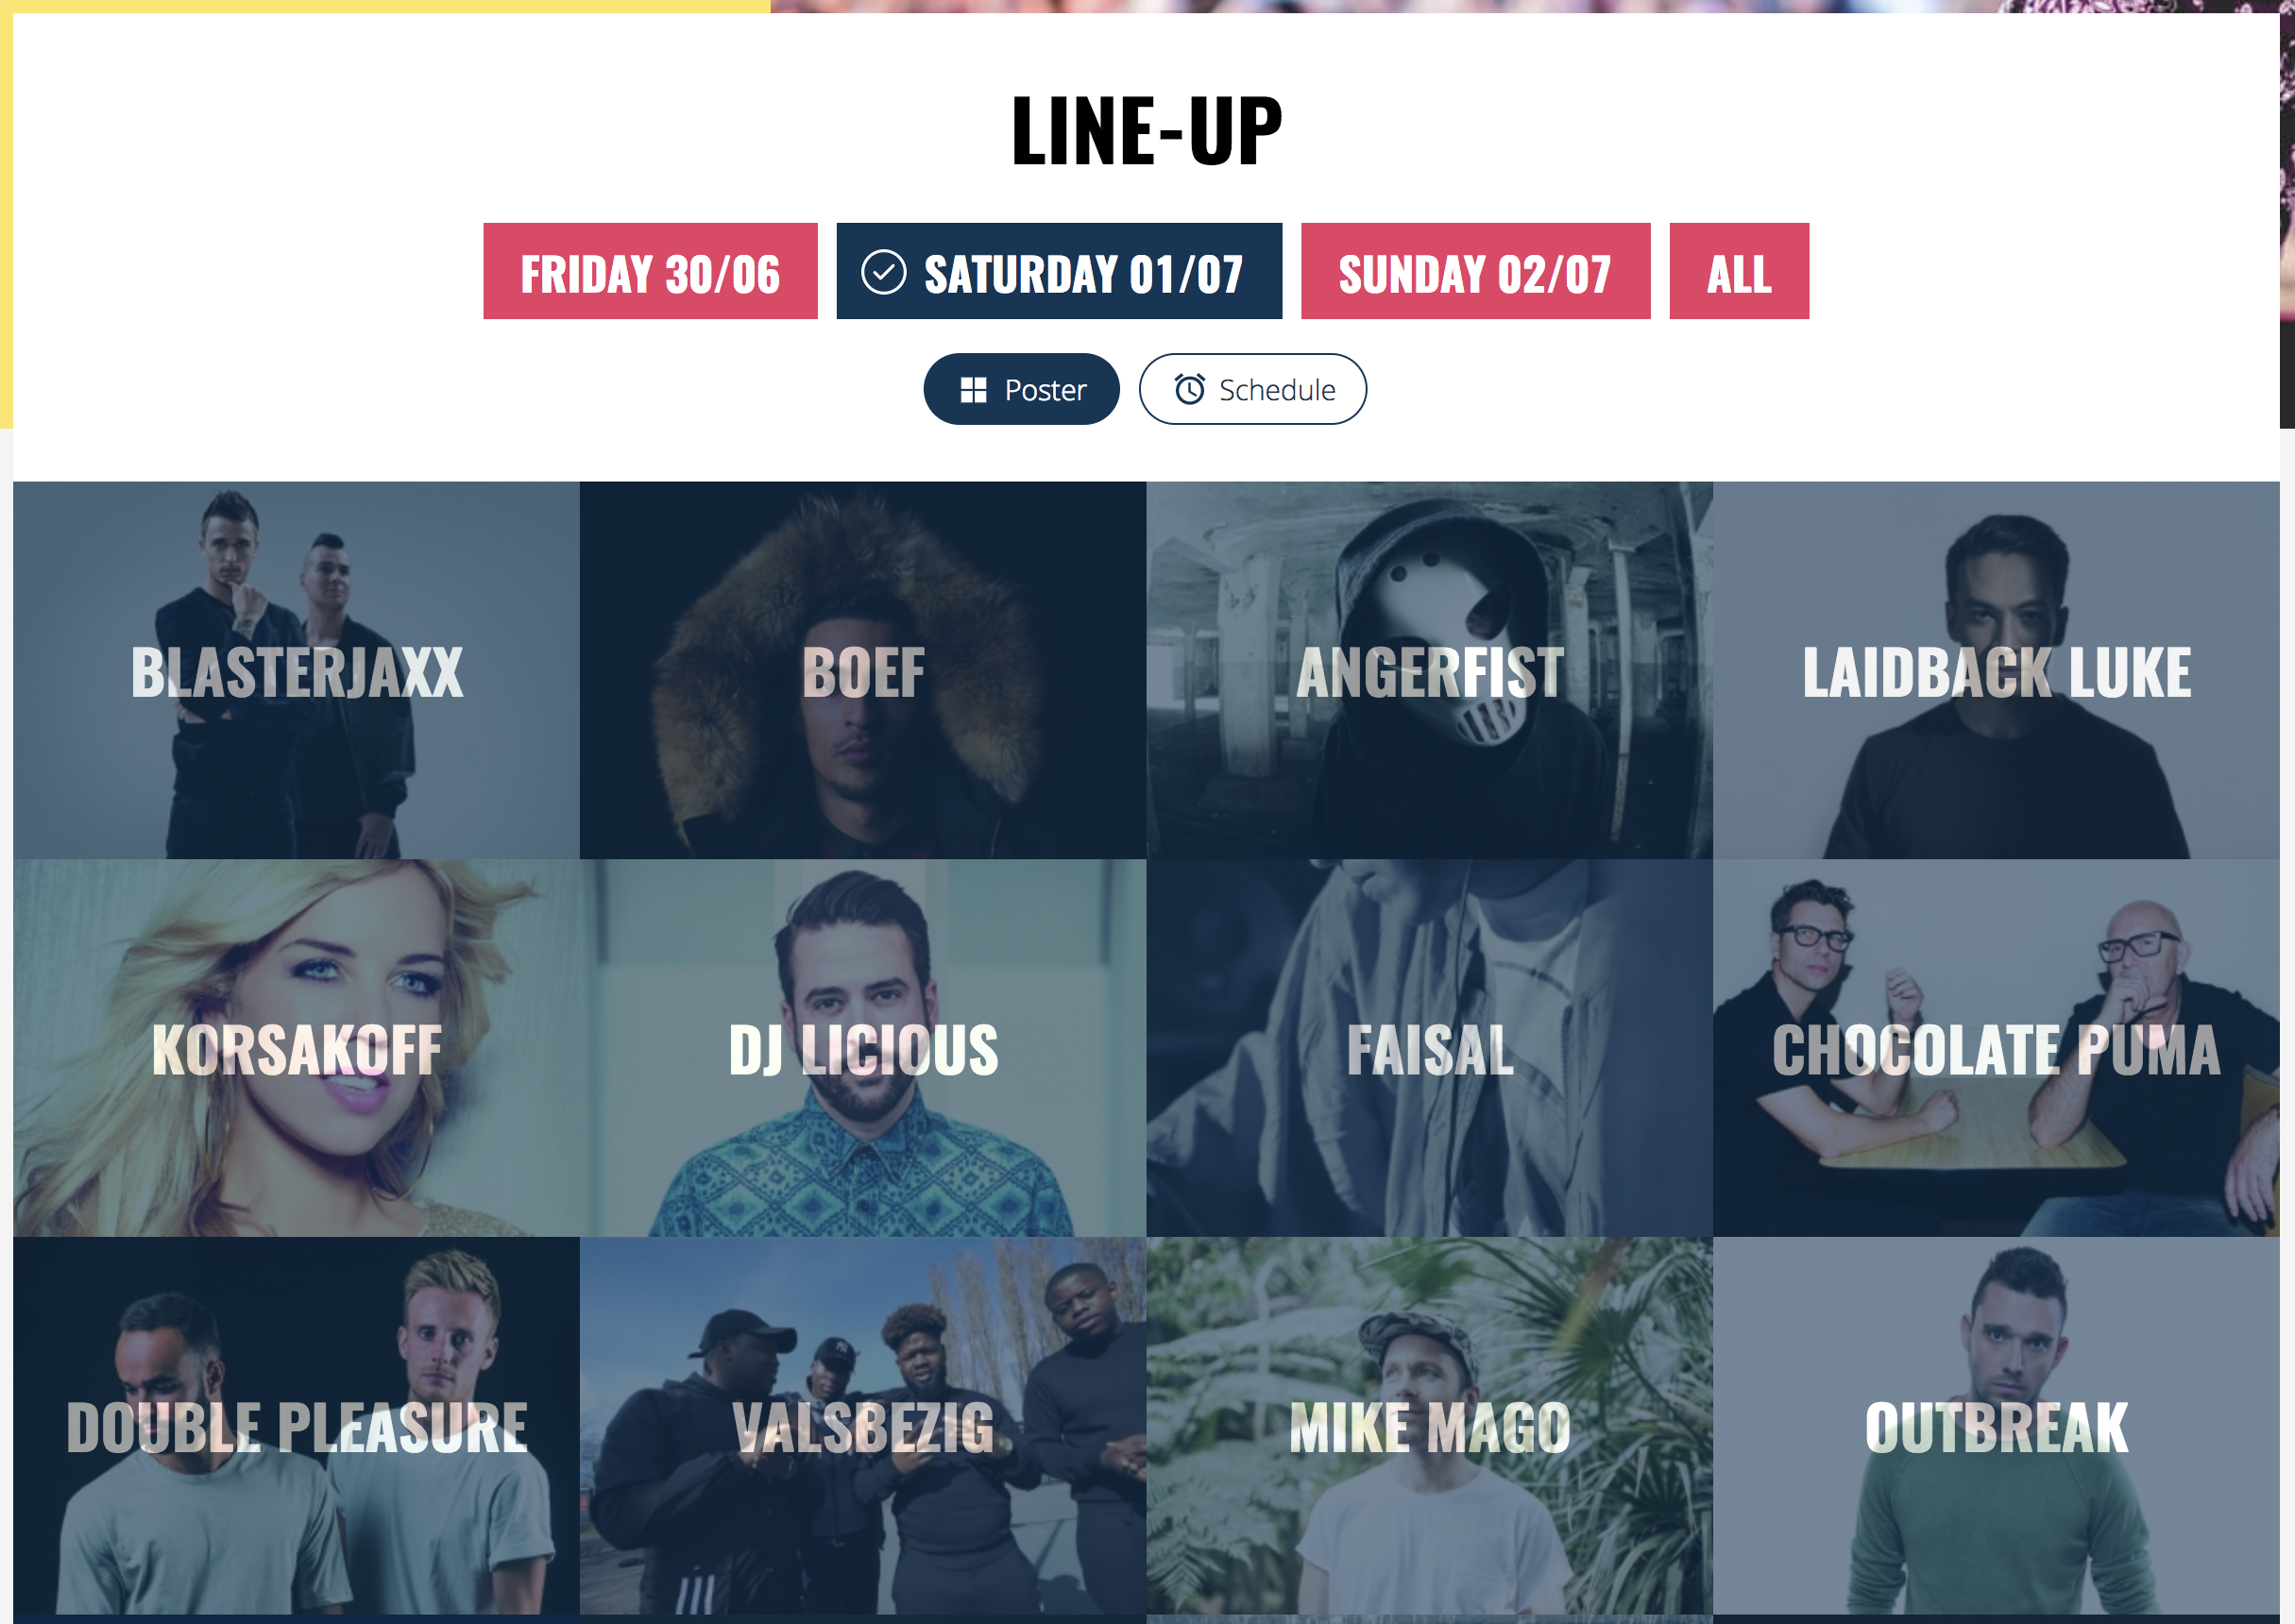 LINE-UP
FRIDAY 30/06
SATURDAY 01/07
SUNDAY 02/07
ALL
Poster
Schedule
BLASTERJAXX
BOEF
ANGERFIST
LAIDBACK LUKE
KORSAKOFF
DJ LICIOUS
FAISAL
CHOCOLATE PUMA
DOUBLE PLEASURE
VALSBEZIG
MIKE MAGO
OUTBREAK